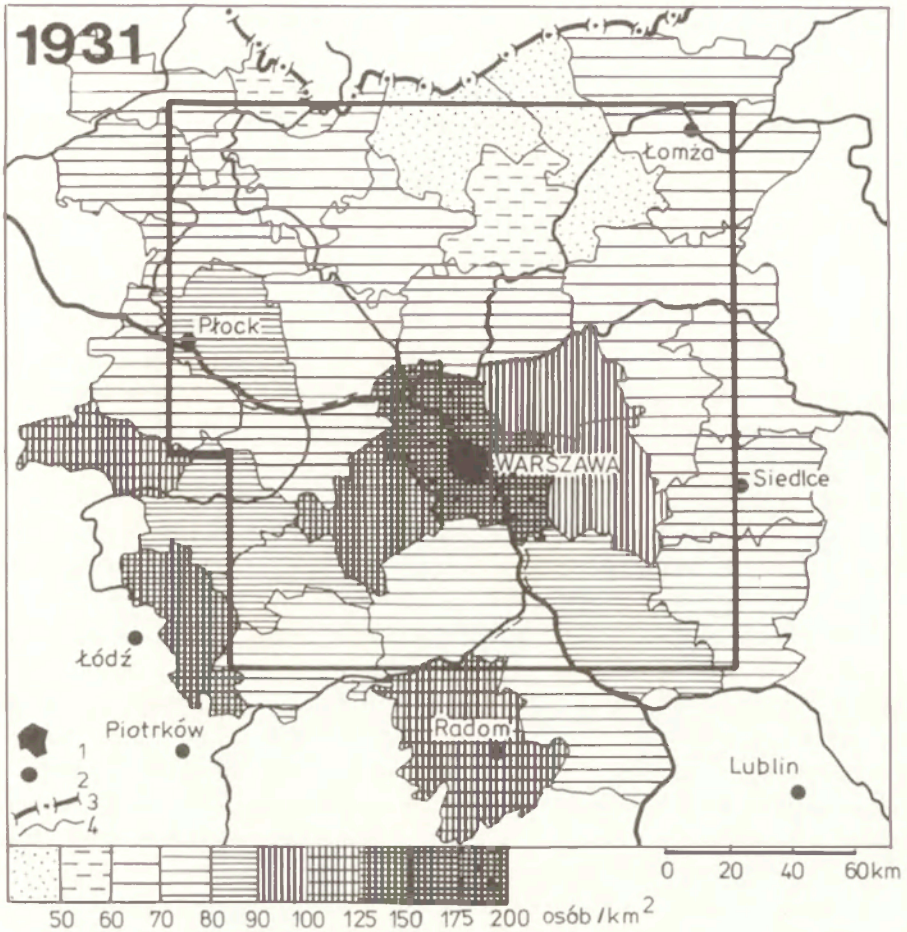 1931
Łomża
Płock
WARSZAWA
Siedlce
Łódź
Piotrków
Radom
Lublin
1
2
3
4
0 20 40 60km
50 60 70 80 90 100 125 150 175 200 osób/km²